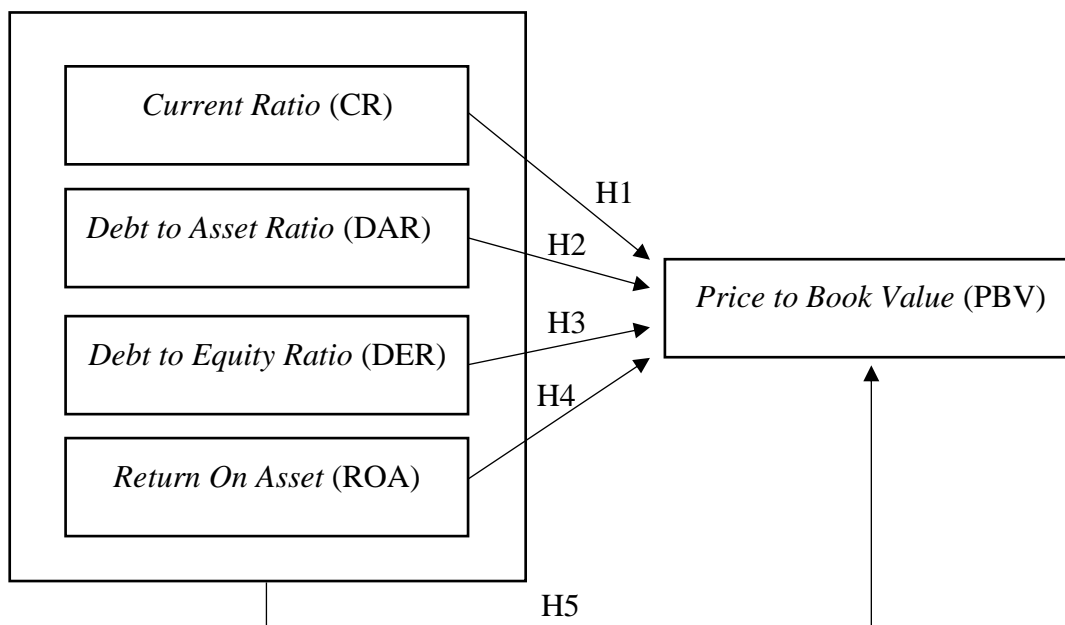 Current Ratio (CR)
H1
Debt to Asset Ratio (DAR)
H2
Price to Book Value (PBV)
H3
Debt to Equity Ratio (DER)
H4
Return On Asset (ROA)
H5